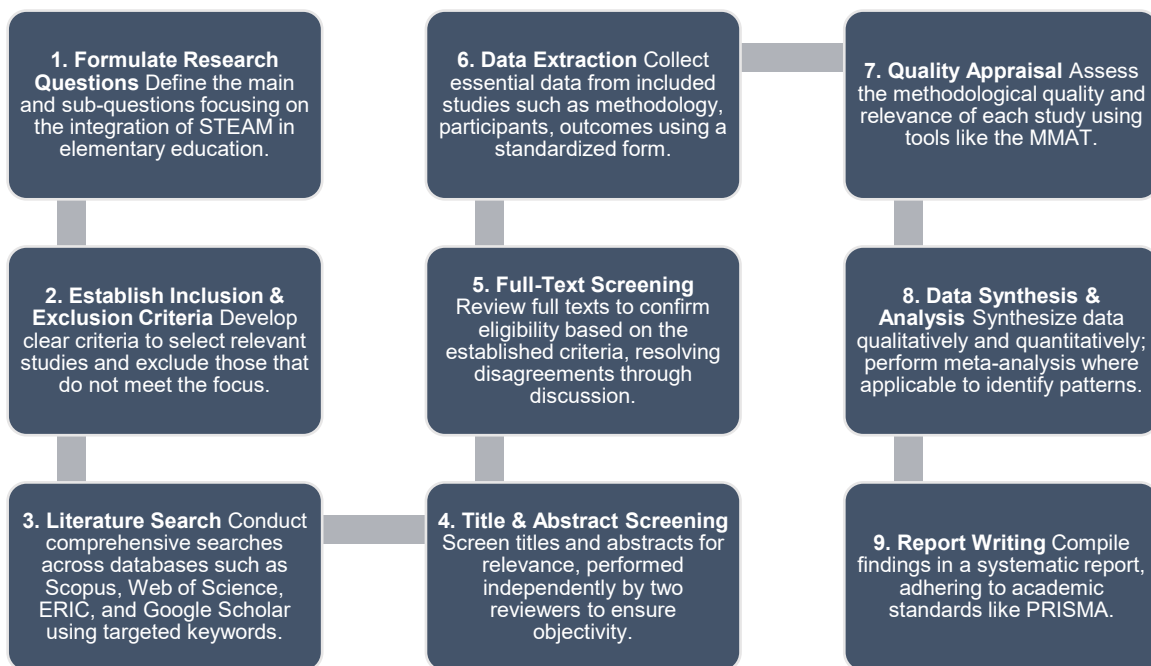 1. Formulate Research
Questions Define the main
and sub-questions focusing on
the integration of STEAM in
elementary education.
2. Establish Inclusion &
Exclusion Criteria Develop
clear criteria to select relevant
studies and exclude those that
do not meet the focus.
3. Literature Search Conduct
comprehensive searches
across databases such as
Scopus, Web of Science,
ERIC, and Google Scholar
using targeted keywords.
4. Title & Abstract Screening
Screen titles and abstracts for
relevance, performed
independently by two
reviewers to ensure
objectivity.
5. Full-Text Screening
Review full texts to confirm
eligibility based on the
established criteria, resolving
disagreements through
discussion.
6. Data Extraction Collect
essential data from included
studies such as methodology,
participants, outcomes using a
standardized form.
7. Quality Appraisal Assess
the methodological quality and
relevance of each study using
tools like the MMAT.
8. Data Synthesis &
Analysis Synthesize data
qualitatively and quantitatively;
perform meta-analysis where
applicable to identify patterns.
9. Report Writing Compile
findings in a systematic report,
adhering to academic
standards like PRISMA.